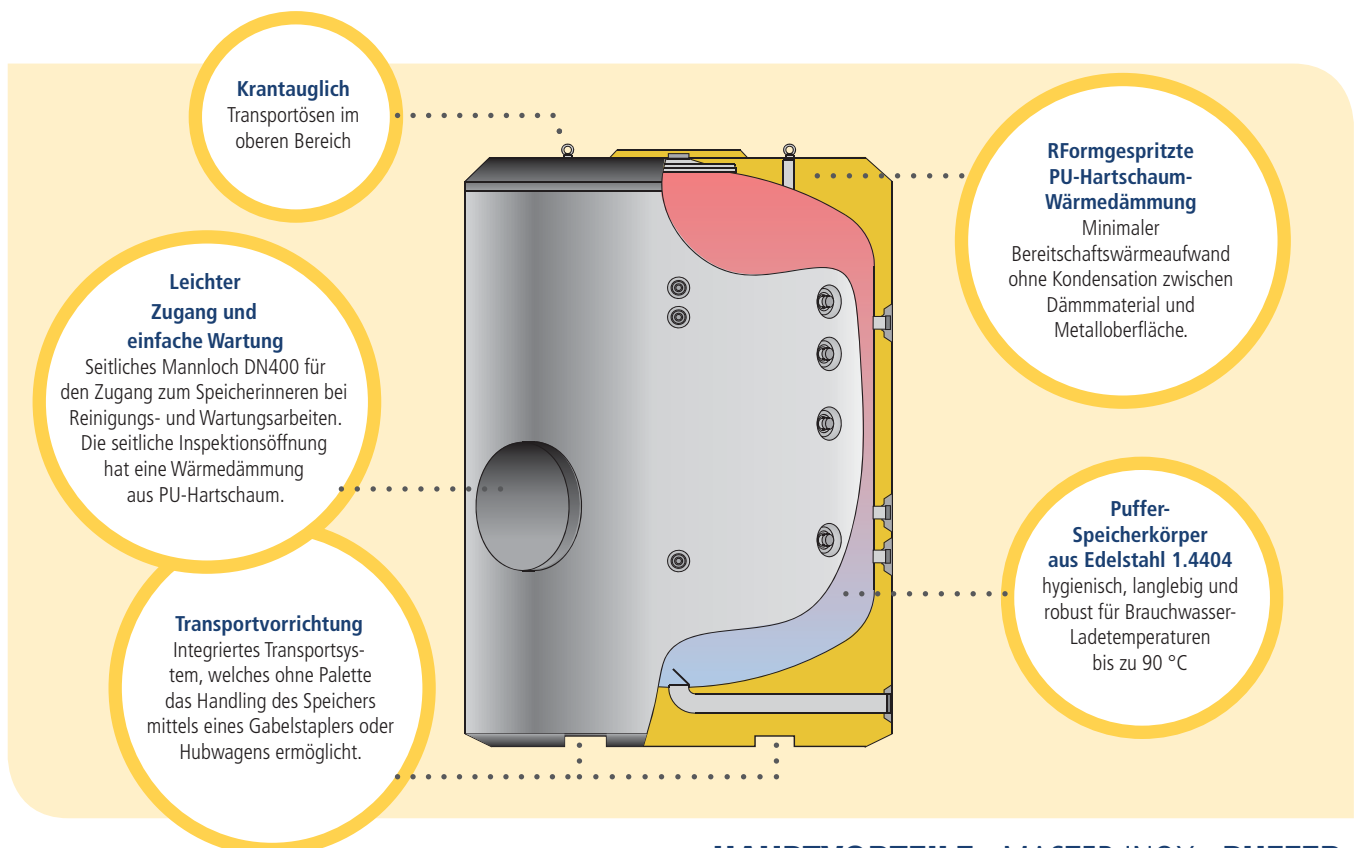 Krantauglich
Transportösen im
oberen Bereich
Leichter
Zugang und
einfache Wartung
Seitliches Mannloch DN400 für
den Zugang zum Speicherinneren bei
Reinigungs- und Wartungsarbeiten.
Die seitliche Inspektionsöffnung
hat eine Wärmedämmung
aus PU-Hartschaum.
Transportvorrichtung
Integriertes Transportsys-
tem, welches ohne Palette
das Handling des Speichers
mittels eines Gabelstaplers oder
Hubwagens ermöglicht.
RFormgespritzte
PU-Hartschaum-
Wärmedämmung
Minimaler
Bereitschaftswärmeaufwand
ohne Kondensation zwischen
Dämmmaterial und
Metalloberfläche.
Puffer-
Speicherkörper
aus Edelstahl 1.4404
hygienisch, langlebig und
robust für Brauchwasser-
Ladetemperaturen
bis zu 90 °C